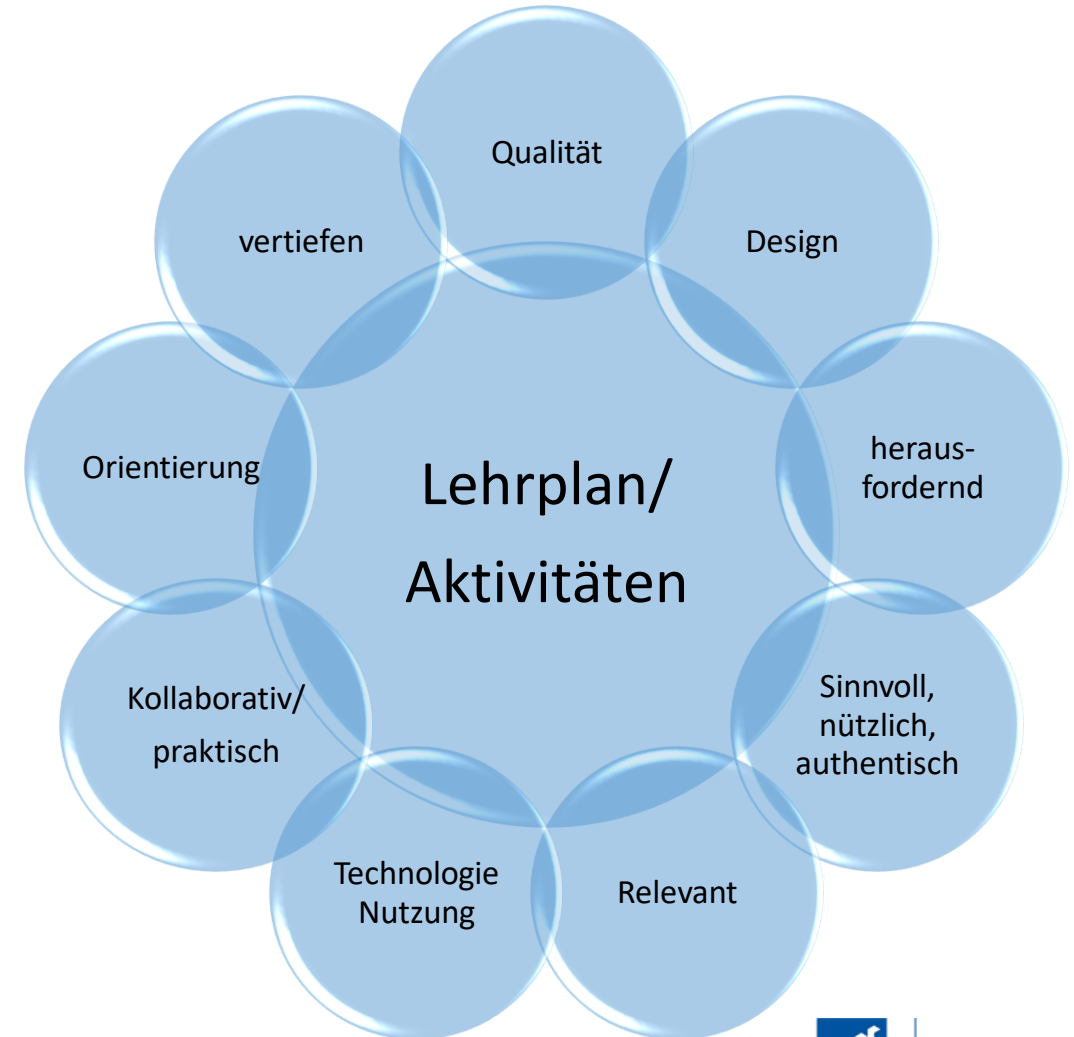 Qualität
Design
heraus-
fordernd
Sinnvoll,
nützlich,
authentisch
Relevant
Technologie
Nutzung
Kollaborativ/
praktisch
Orientierung
vertiefen
Lehrplan/
Aktivitäten